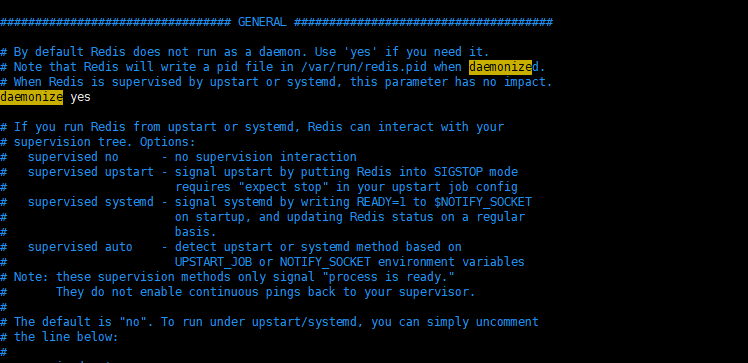 ################################# GENERAL #####################################

# By default Redis does not run as a daemon. Use 'yes' if you need it.
# Note that Redis will write a pid file in /var/run/redis.pid when daemonized.
# When Redis is supervised by upstart or systemd, this parameter has no impact.
daemonize yes

# If you run Redis from upstart or systemd, Redis can interact with your
# supervision tree. Options:
#   supervised no      - no supervision interaction
#   supervised upstart - signal upstart by putting Redis into SIGSTOP mode
#                        requires "expect stop" in your upstart job config
#   supervised systemd - signal systemd by writing READY=1 to $NOTIFY_SOCKET
#                        on startup, and updating Redis status on a regular
#                        basis.
#   supervised auto    - detect upstart or systemd method based on
#                        UPSTART_JOB or NOTIFY_SOCKET environment variables
# Note: these supervision methods only signal "process is ready."
#       They do not enable continuous pings back to your supervisor.
#
# The default is "no". To run under upstart/systemd, you can simply uncomment
# the line below:
#